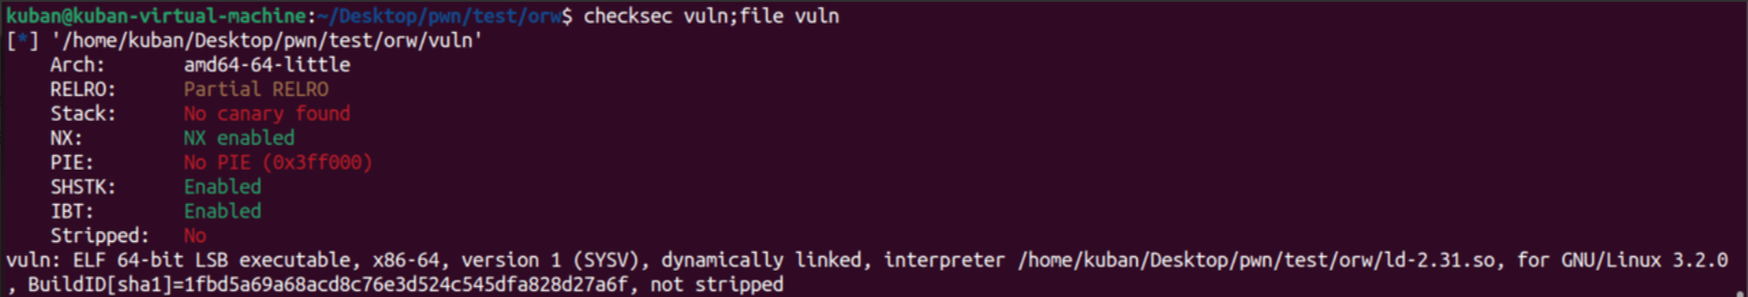 kuban@kuban-virtual-machine:~/Desktop/pwn/test/orw$ checksec vuln;file vuln
[*] '/home/kuban/Desktop/pwn/test/orw/vuln'
    Arch:       amd64-64-little
    RELRO:      Partial RELRO
    Stack:      No canary found
    NX:         NX enabled
    PIE:        No PIE (0x3ff000)
    SHSTK:      Enabled
    IBT:        Enabled
    Stripped:   No
vuln: ELF 64-bit LSB executable, x86-64, version 1 (SYSV), dynamically linked, interpreter /home/kuban/Desktop/pwn/test/orw/ld-2.31.so, for GNU/Linux 3.2.0
, BuildID[sha1]=1fbd5a69a68acd8c76e3d524c545dfa828d27a6f, not stripped